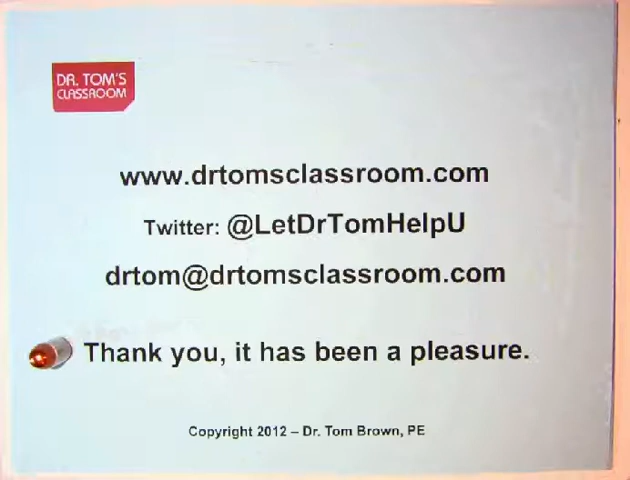 DR. TOM'S
CLASSROOM
www.drtomsclassroom.com
Twitter: @LetDrTomHelpU
drtom@drtomsclassroom.com
Thank you, it has been a pleasure.
Copyright 2012 – Dr. Tom Brown, PE